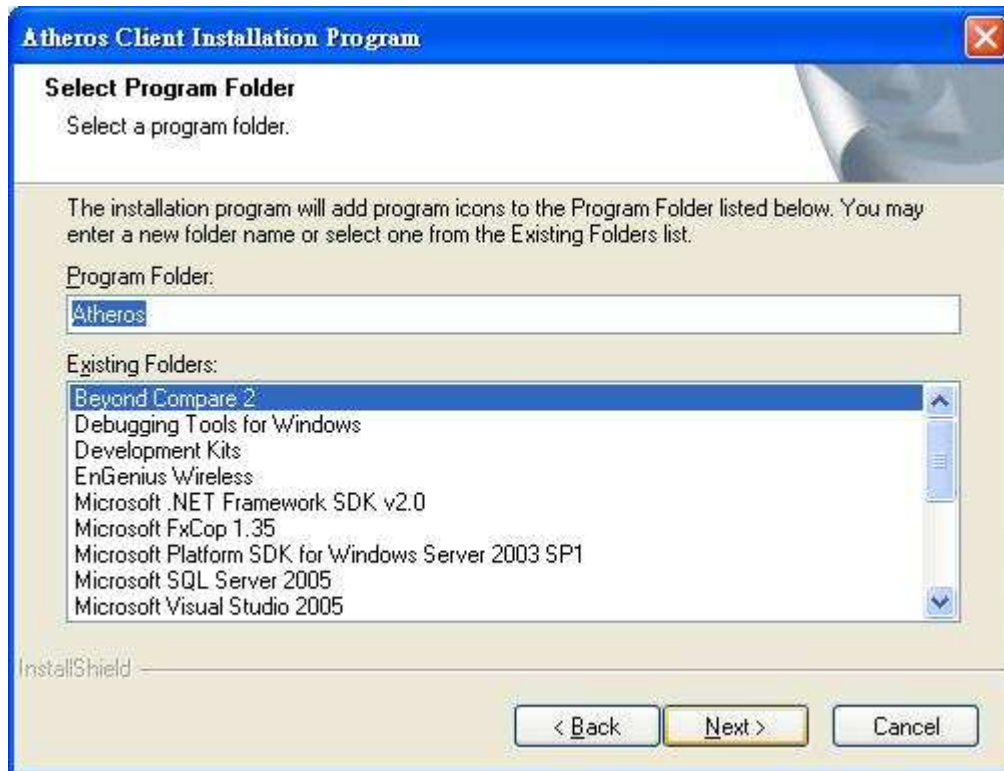 Atheros Client Installation Program
Select Program Folder
Select a program folder.
The installation program will add program icons to the Program Folder listed below. You may
enter a new folder name or select one from the Existing Folders list.
Program Folder:
Atheros
Existing Folders:
Beyond Compare 2
Debugging Tools for Windows
Development Kits
EnGenius Wireless
Microsoft .NET Framework SDK v2.0
Microsoft FxCop 1.35
Microsoft Platform SDK for Windows Server 2003 SP1
Microsoft SQL Server 2005
Microsoft Visual Studio 2005
InstallShield
< Back Next > Cancel